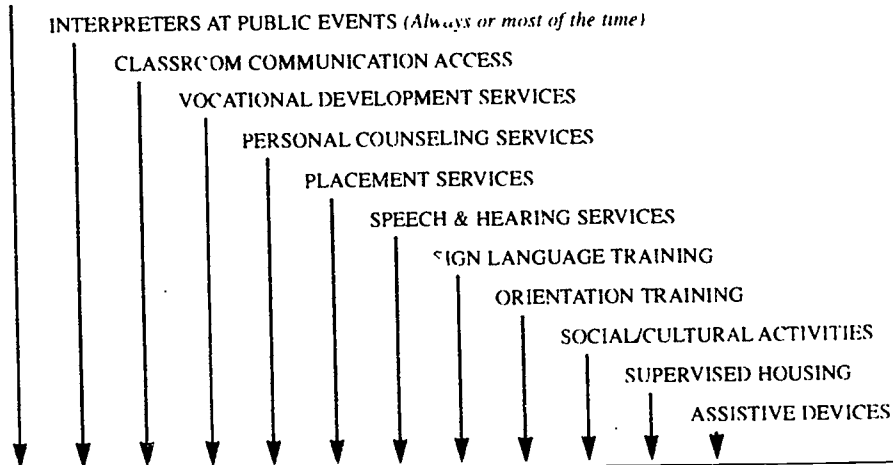 INTERPRETERS AT PUBLIC EVENTS (Always or most of the time)
CLASSROOM COMMUNICATION ACCESS
VOCATIONAL DEVELOPMENT SERVICES
PERSONAL COUNSELING SERVICES
PLACEMENT SERVICES
SPEECH & HEARING SERVICES
SIGN LANGUAGE TRAINING
ORIENTATION TRAINING
SOCIAL/CULTURAL ACTIVITIES
SUPERVISED HOUSING
ASSISTIVE DEVICES